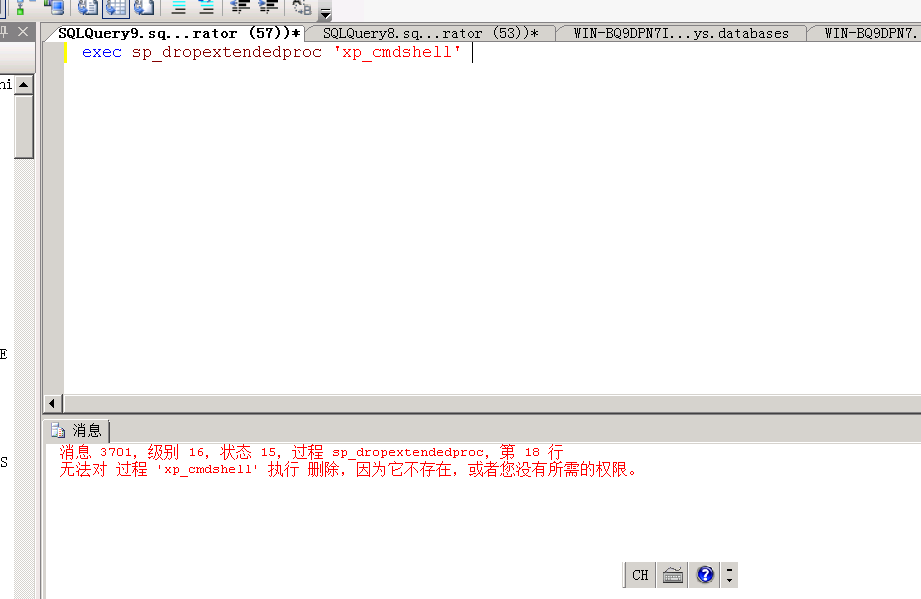 SQLQuery9.sq...rator (57))* SQLQuery8.sq...rator (53))* WIN-BQ9DPN7I...ys.databases WIN-BQ9DPN7.
exec sp_dropextendedproc 'xp_cmdshell'
ni
E
S
消息
消息 3701, 级别 16, 状态 15, 过程 sp_dropextendedproc, 第 18 行
无法对 过程 'xp_cmdshell' 执行 删除，因为它不存在，或者您没有所需的权限。
CH